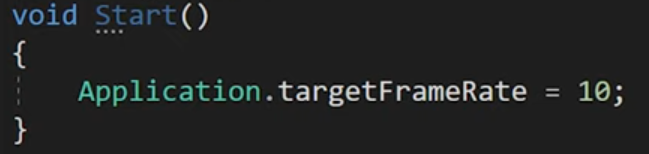 void Start()
{
    Application.targetFrameRate = 10;
}